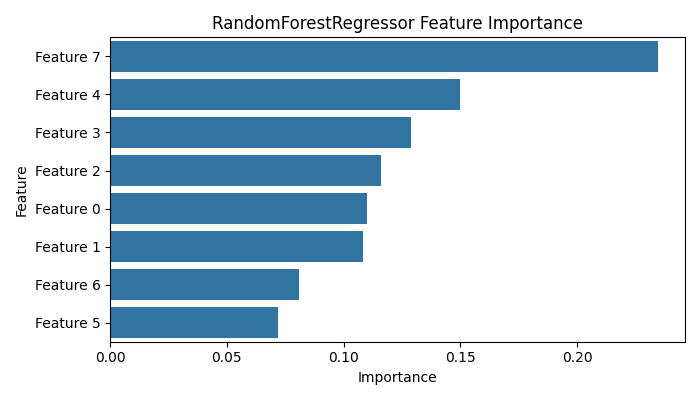 RandomForestRegressor Feature Importance
Feature
Feature 7
Feature 4
Feature 3
Feature 2
Feature 0
Feature 1
Feature 6
Feature 5
0.00 0.05 0.10 0.15 0.20
Importance